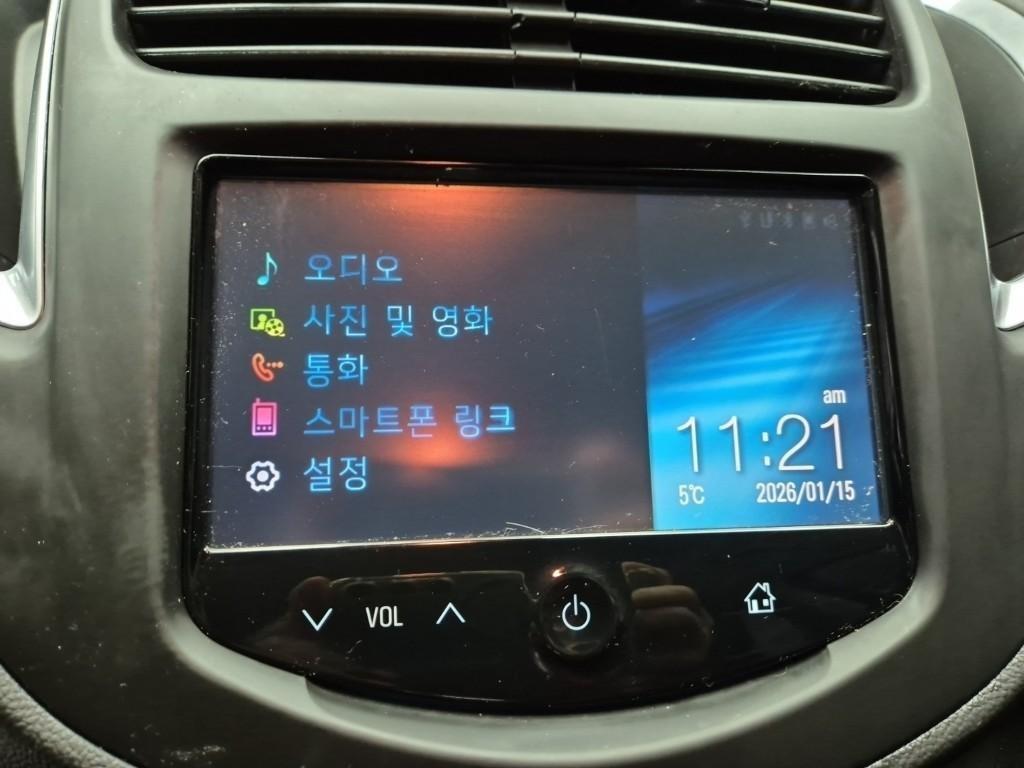 오디오
사진 및 영화
통화
스마트폰 링크
설정
am
11:21
5℃ 2026/01/15
VOL